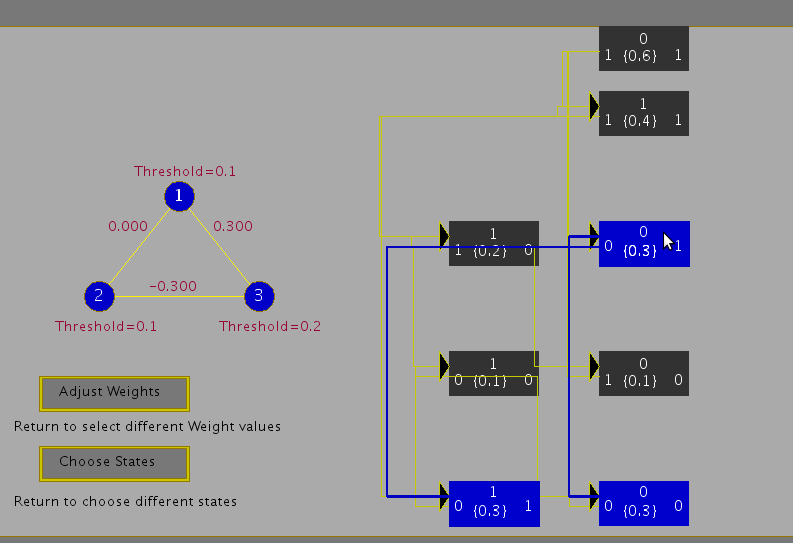 0
1 {0.6} 1
1
1 {0.4} 1
Threshold=0.1
1
0.000 0.300
-0.300
2 3
Threshold=0.1 Threshold=0.2
1
1 {0.2} 0
0
0 {0.3} 1
1
0 {0.1} 0
0
1 {0.1} 0
1
0 {0.3} 1
0
0 {0.3} 0
Adjust Weights
Return to select different Weight values
Choose States
Return to choose different states